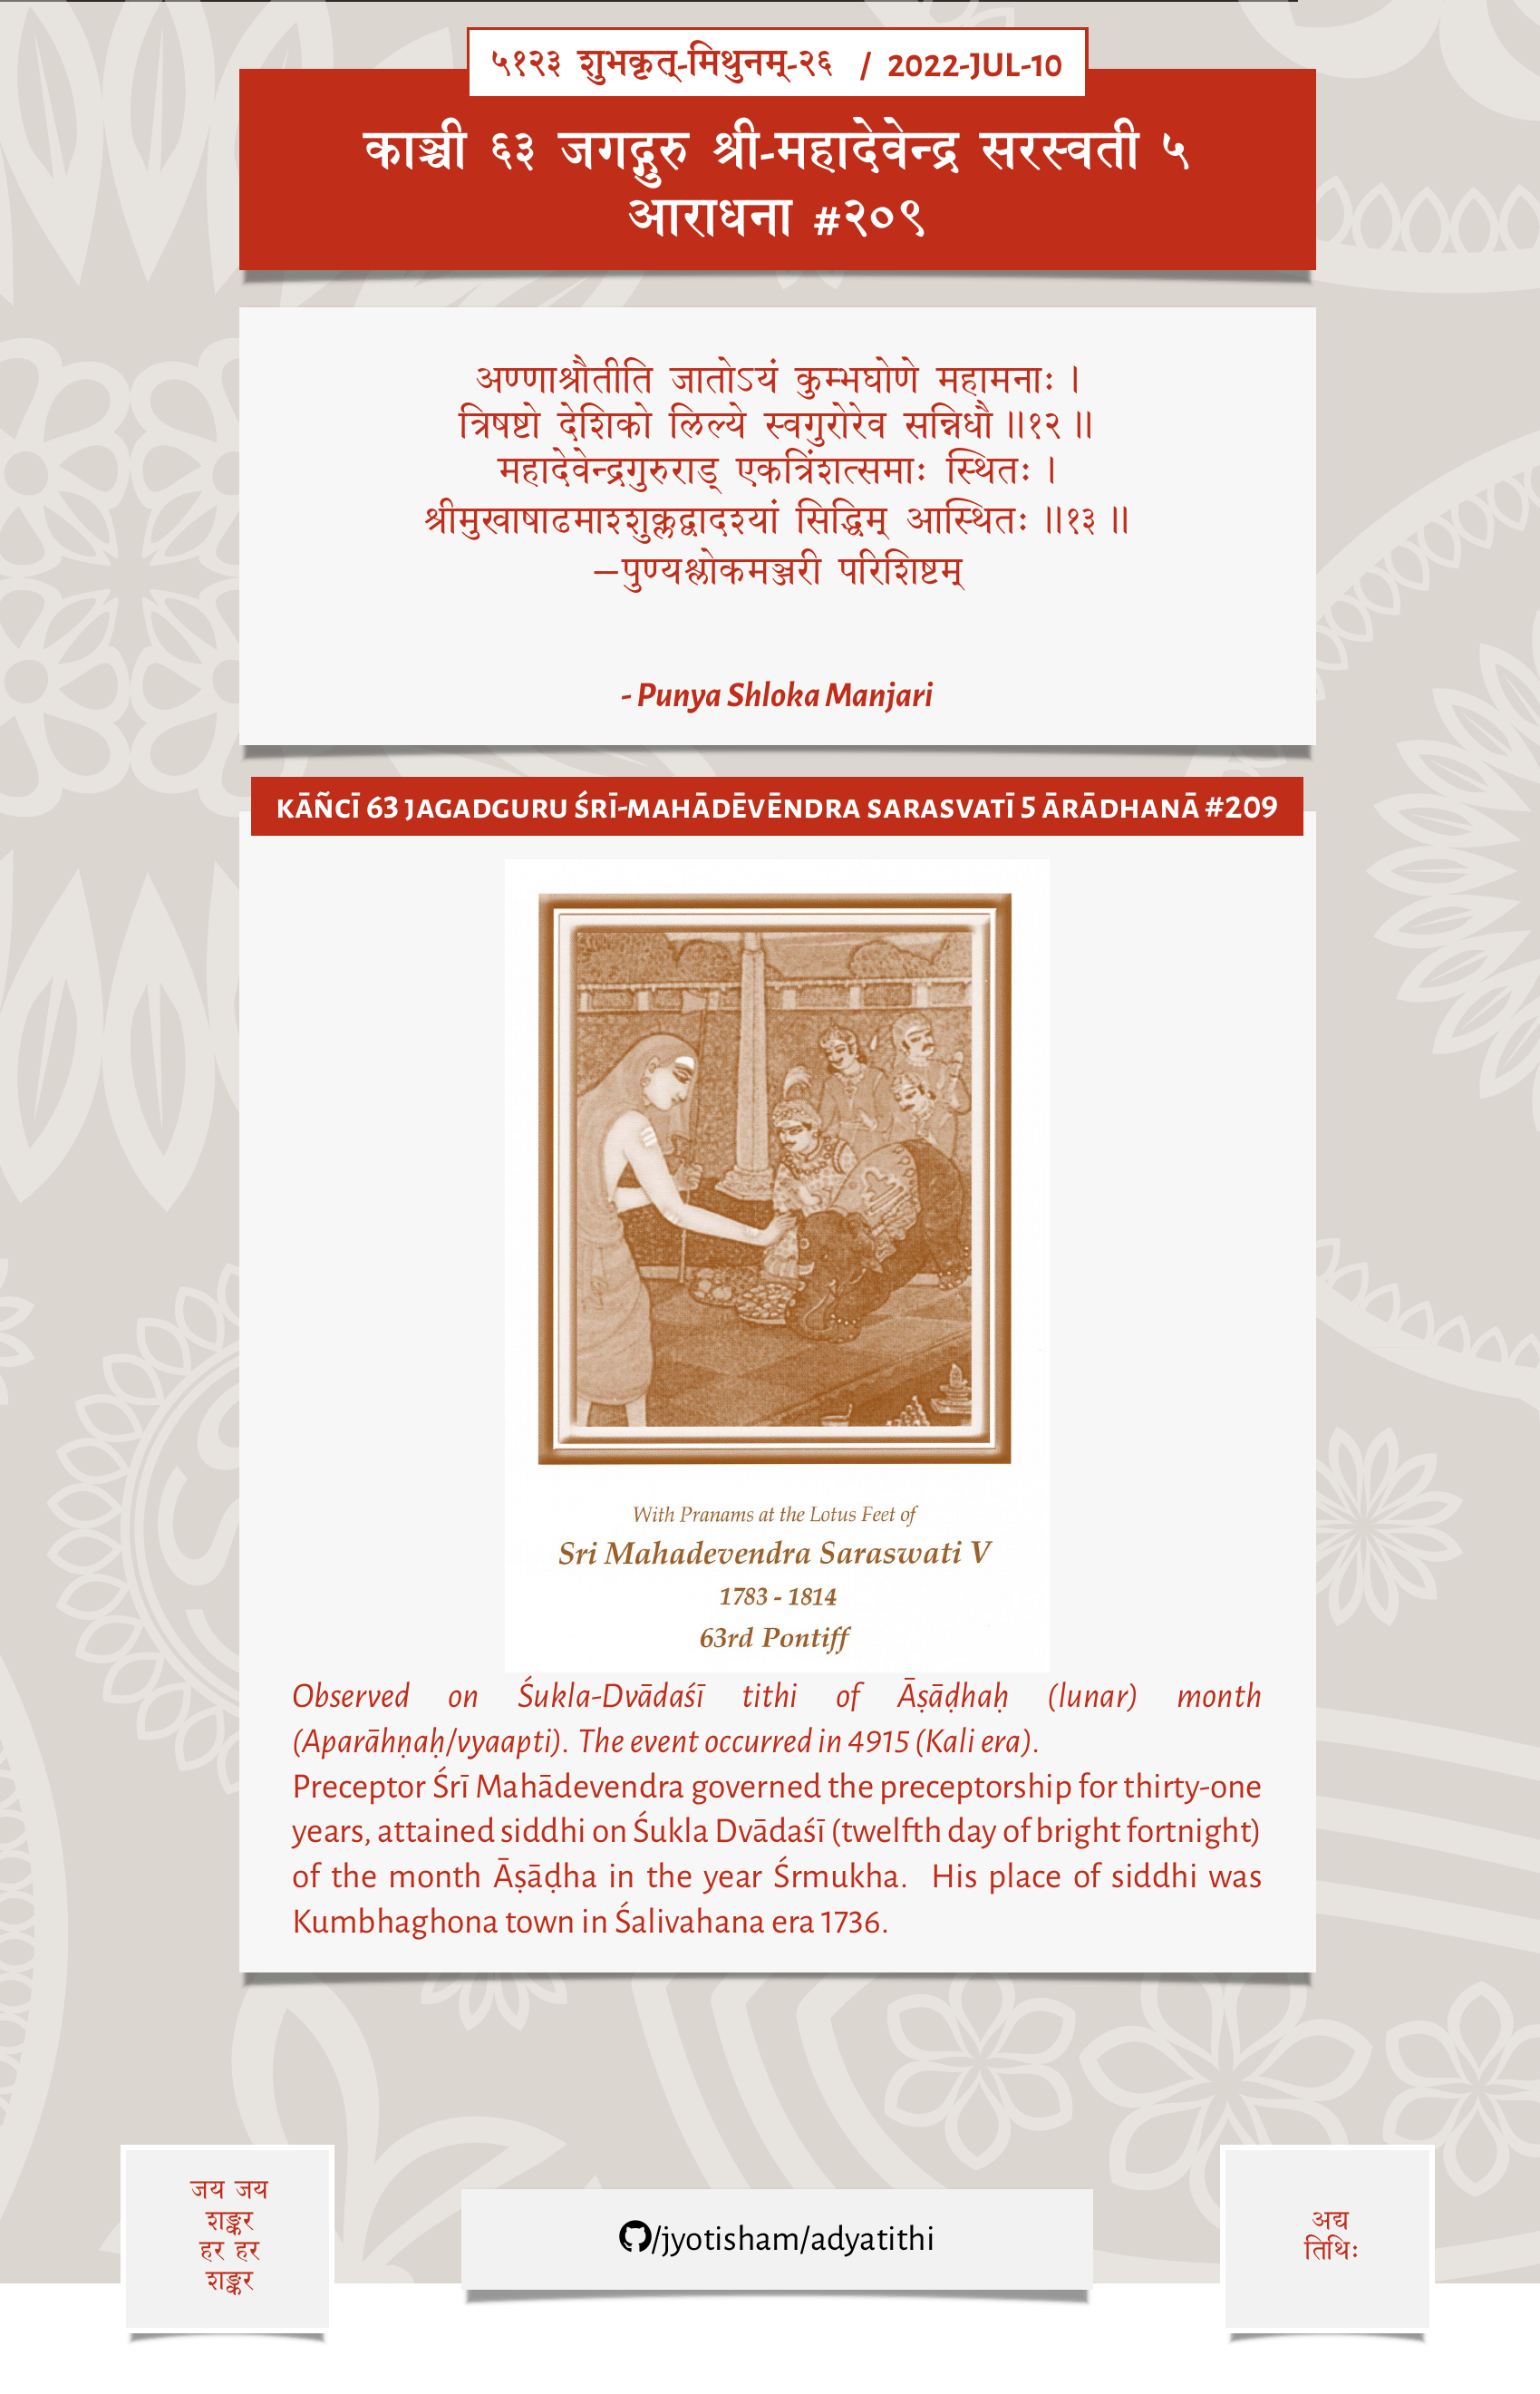 ५१२३ शुभकृत्-मिथुनम्-२६ / 2022-JUL-10
काञ्ची ६३ जगद्गुरु श्री-महादेवेन्द्र सरस्वती ५
आराधना #२०९
अण्णाश्रौतीति जातोऽयं कुम्भघोणे महामनाः ।
त्रिषष्टो देशिको लिल्ये स्वगुरोरेव सन्निधौ ॥१२॥
महादेवेन्द्रगुरुराड् एकत्रिंशत्समाः स्थितः ।
श्रीमुखाषाढमाश्शुक्लद्वादश्यां सिद्धिम् आस्थितः ॥१३॥
—पुण्यश्लोकमञ्जरी परिशिष्टम्
- Punya Shloka Manjari
KĀÑCĪ 63 JAGADGURU ŚRĪ-MAHĀDĒVĒNDRA SARASVATĪ 5 ĀRĀDHANĀ #209
With Pranams at the Lotus Feet of
Sri Mahadevendra Saraswati V
1783 - 1814
63rd Pontiff
Observed on Śukla-Dvādaśī tithi of Āṣāḍhaḥ (lunar) month
(Aparāhṇaḥ/vyaapti). The event occurred in 4915 (Kali era).
Preceptor Śrī Mahādevendra governed the preceptorship for thirty-one
years, attained siddhi on Śukla Dvādaśī (twelfth day of bright fortnight)
of the month Āṣāḍha in the year Śrmukha. His place of siddhi was
Kumbhaghona town in Śalivahana era 1736.
जय जय
शङ्कर
हर हर
शङ्कर
/jyotisham/adyatithi
अद्य
तिथिः